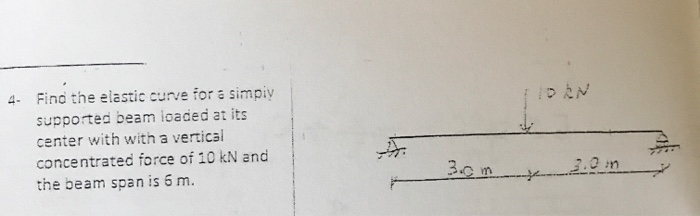 4- Find the elastic curve for a simply
supported beam loaded at its
center with with a vertical
concentrated force of 10 kN and
the beam span is 6 m.
10 kN
3.0 m
3.0 m